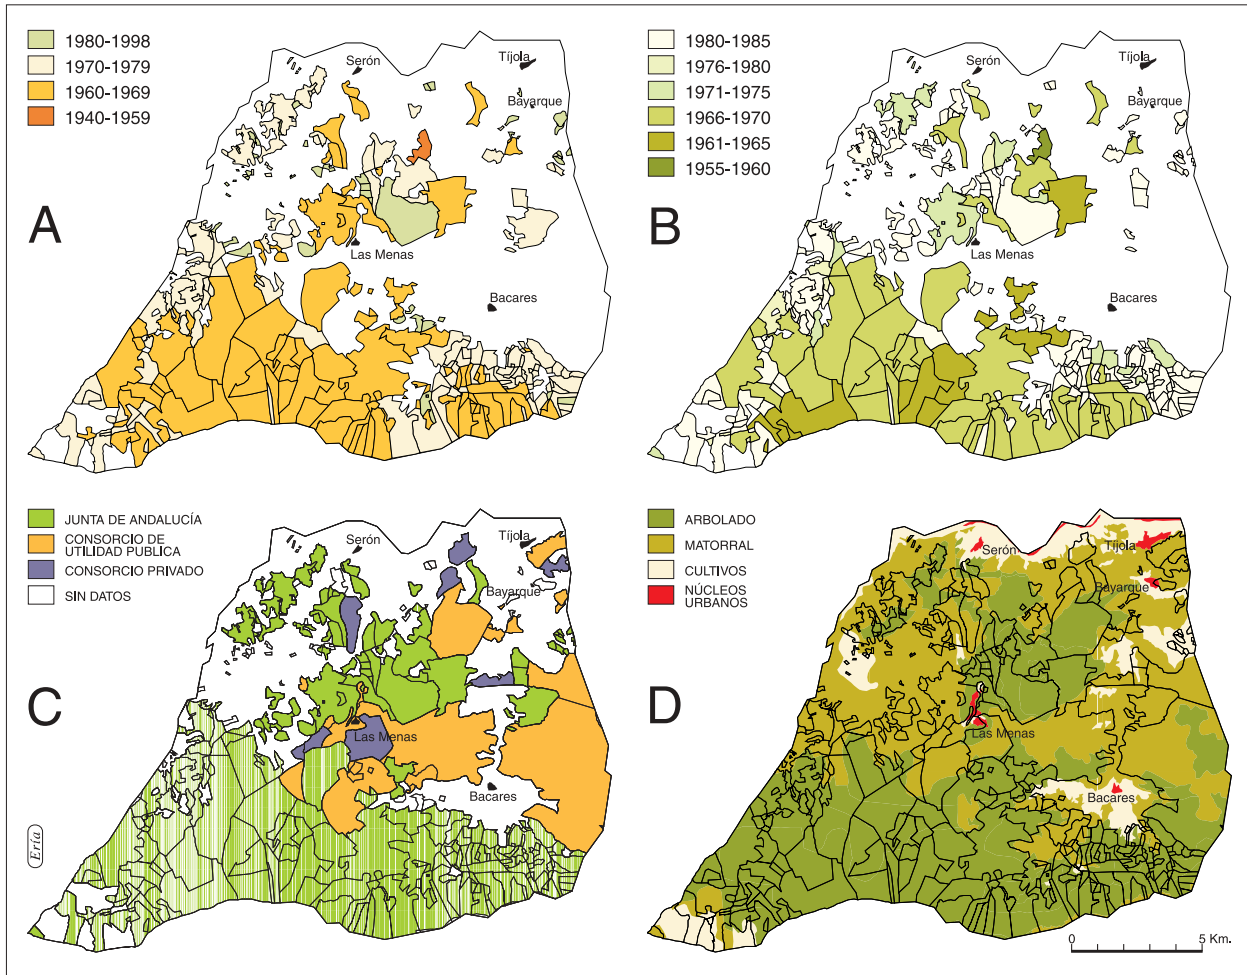 1980-1998
1970-1979
1960-1969
1940-1959
Serón
Tíjola
Bayarque
A
Las Menas
Bacares
1980-1985
1976-1980
1971-1975
1966-1970
1961-1965
1955-1960
Serón
Tíjola
Bayarque
B
Las Menas
Bacares
JUNTA DE ANDALUCÍA
CONSORCIO DE
UTILIDAD PUBLICA
CONSORCIO PRIVADO
SIN DATOS
Serón
Tíjola
Bayarque
C
Las Menas
Bacares
Ería
ARBOLADO
MATORRAL
CULTIVOS
NÚCLEOS
URBANOS
Serón
Tíjola
Bayarque
D
Las Menas
Bacares
0 5 Km.